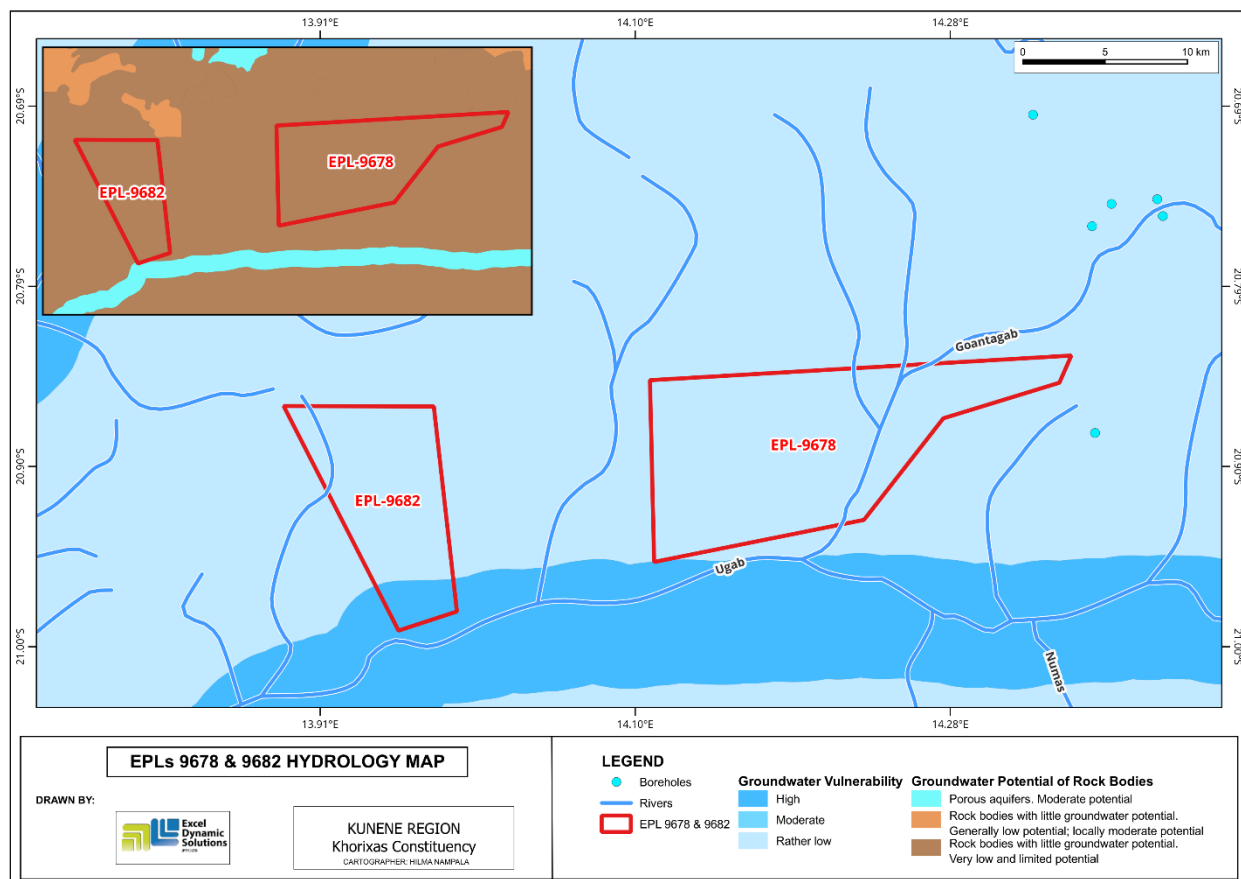 13.91°E
14.10°E
14.28°E
0
5
10 km
20.69°S
20.69°S
EPL-9678
EPL-9682
20.79°S
20.79°S
Goantagab
EPL-9678
20.90°S
20.90°S
EPL-9682
Ugab
21.00°S
21.00°S
Numas
13.91°E
14.10°E
14.28°E
EPLs 9678 & 9682 HYDROLOGY MAP
DRAWN BY:
Excel
Dynamic
Solutions
KUNENE REGION
Khorixas Constituency
CARTOGRAPHER: HILMA NAMPALA
LEGEND
Boreholes
Rivers
EPL 9678 & 9682
Groundwater Vulnerability
High
Moderate
Rather low
Groundwater Potential of Rock Bodies
Porous aquifers. Moderate potential
Rock bodies with little groundwater potential.
Generally low potential; locally moderate potential
Rock bodies with little groundwater potential.
Very low and limited potential